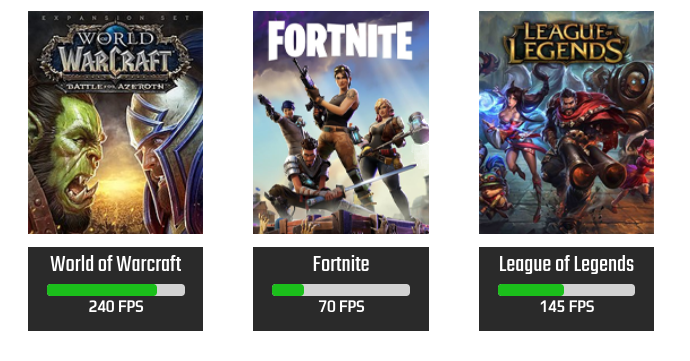 EXPANSION SET
WORLD
WARCRAFT
BATTLE FOR AZEROTH
FORTNITE
LEAGUE OF
LEGENDS
World of Warcraft
240 FPS
Fortnite
70 FPS
League of Legends
145 FPS